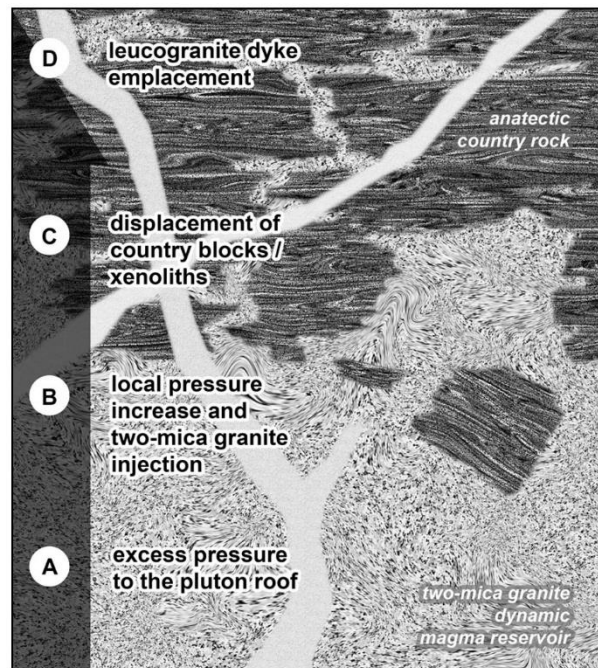 D
leucogranite dyke
emplacement
anatectic
country rock
C
displacement of
country blocks /
xenoliths
B
local pressure
increase and
two-mica granite
injection
A
excess pressure
to the pluton roof
two-mica granite
dynamic
magma reservoir